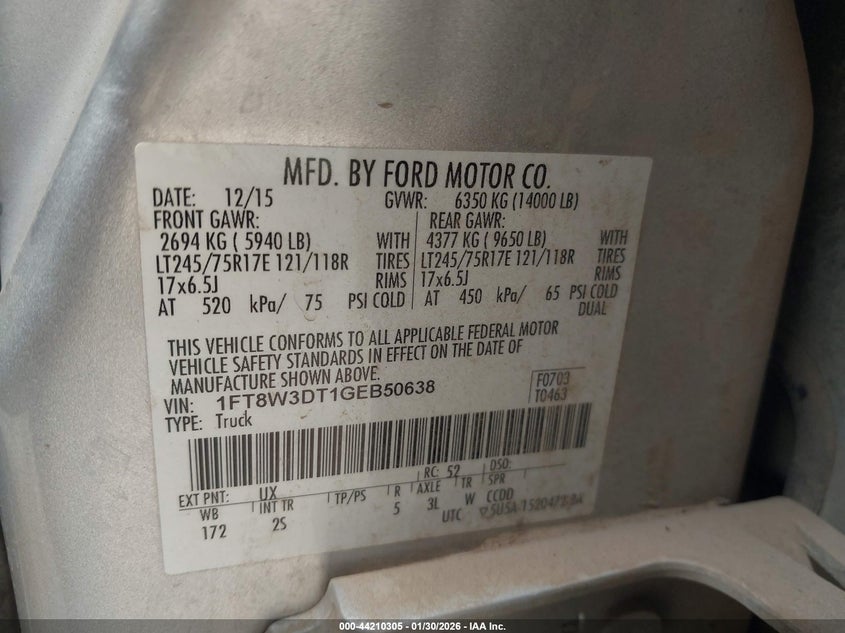 MFD. BY FORD MOTOR CO.
DATE: 12/15 GVWR: 6350 KG (14000 LB)
FRONT GAWR: REAR GAWR:
2694 KG ( 5940 LB) WITH 4377 KG ( 9650 LB) WITH
LT245/75R17E 121/118R TIRES LT245/75R17E 121/118R TIRES
17x6.5J RIMS 17x6.5J RIMS
AT 520 kPa/ 75 PSI COLD AT 450 kPa/ 65 PSI COLD
DUAL
THIS VEHICLE CONFORMS TO ALL APPLICABLE FEDERAL MOTOR
VEHICLE SAFETY STANDARDS IN EFFECT ON THE DATE OF
MANUFACTURE SHOWN ABOVE.
VIN: 1FT8W3DT1GEB50638 F0703
TYPE: Truck T0463
RC: 52 DSO:
EXT PNT: UX
WB INT TR TP/PS R AXLE TR SPR
172 2S 5 3L W CCDD
UTC
000-44210305 - 01/30/2026 - IAA Inc.